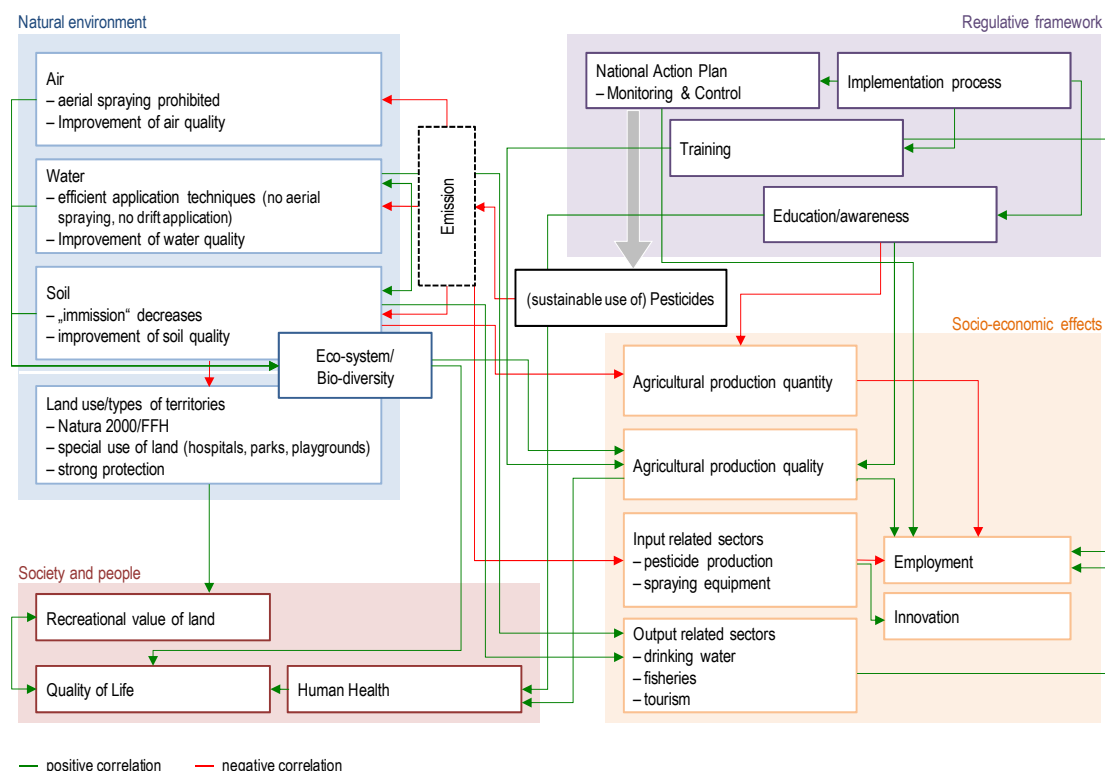 Natural environment
Air
– aerial spraying prohibited
– Improvement of air quality
Water
– efficient application techniques (no aerial
spraying, no drift application)
– Improvement of water quality
Soil
– „immission“ decreases
– improvement of soil quality
Eco-system/
Bio-diversity
Land use/types of territories
– Natura 2000/FFH
– special use of land (hospitals, parks, playgrounds)
– strong protection
Emission
Regulative framework
National Action Plan
– Monitoring & Control
Implementation process
Training
Education/awareness
(sustainable use of) Pesticides
Socio-economic effects
Agricultural production quantity
Agricultural production quality
Input related sectors
– pesticide production
– spraying equipment
Employment
Innovation
Output related sectors
– drinking water
– fisheries
– tourism
Society and people
Recreational value of land
Quality of Life
Human Health
positive correlation
negative correlation